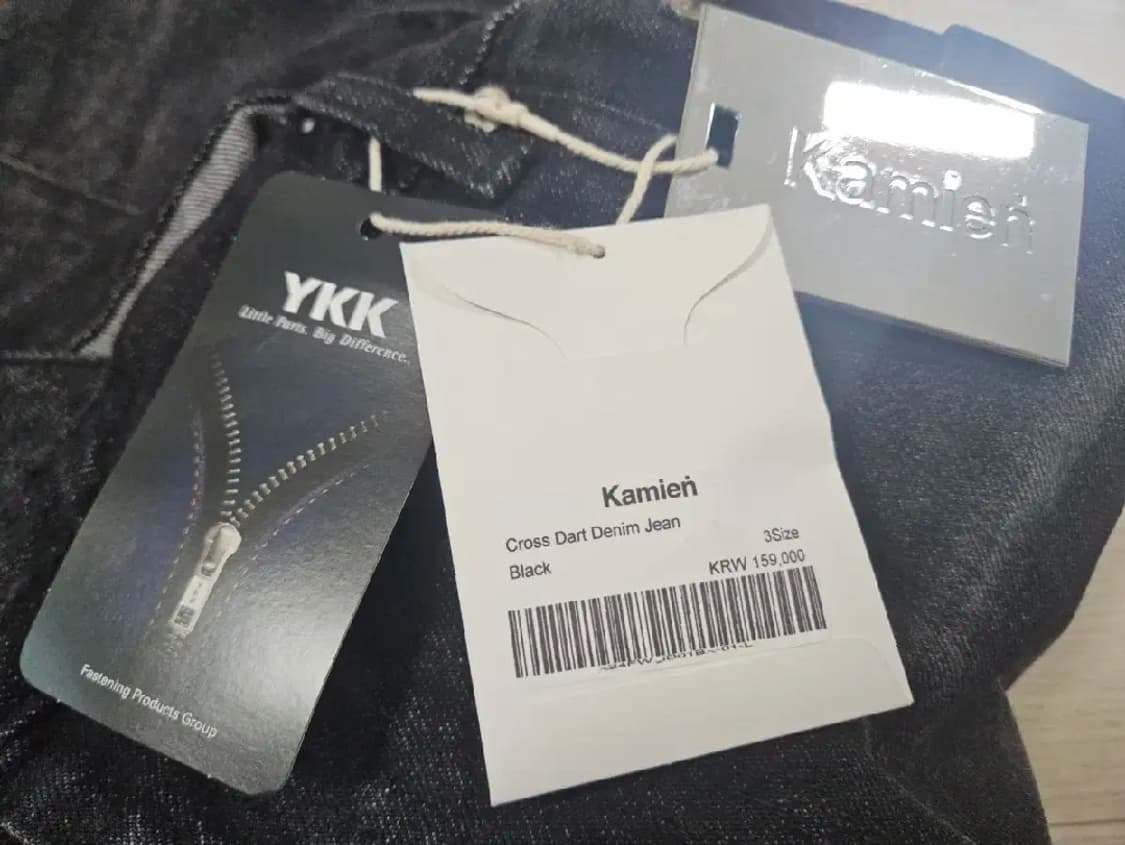 YKK
Little Parts. Big Difference.
Fastening Products Group
Kamień
Kamień
Cross Dart Denim Jean
3Size
Black
KRW 159,000